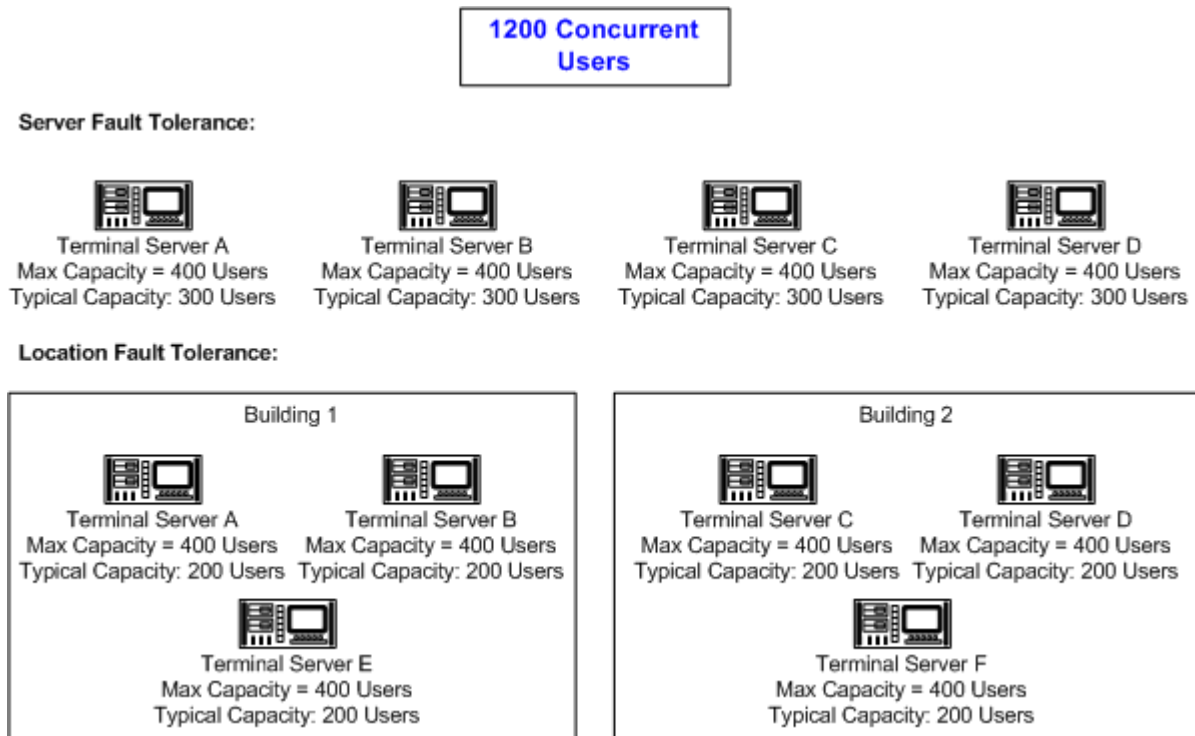 1200 Concurrent
Users
Server Fault Tolerance:
Terminal Server A
Max Capacity = 400 Users
Typical Capacity: 300 Users
Terminal Server B
Max Capacity = 400 Users
Typical Capacity: 300 Users
Terminal Server C
Max Capacity = 400 Users
Typical Capacity: 300 Users
Terminal Server D
Max Capacity = 400 Users
Typical Capacity: 300 Users
Location Fault Tolerance:
Building 1
Terminal Server A
Max Capacity = 400 Users
Typical Capacity: 200 Users
Terminal Server B
Max Capacity = 400 Users
Typical Capacity: 200 Users
Terminal Server E
Max Capacity = 400 Users
Typical Capacity: 200 Users
Building 2
Terminal Server C
Max Capacity = 400 Users
Typical Capacity: 200 Users
Terminal Server D
Max Capacity = 400 Users
Typical Capacity: 200 Users
Terminal Server F
Max Capacity = 400 Users
Typical Capacity: 200 Users